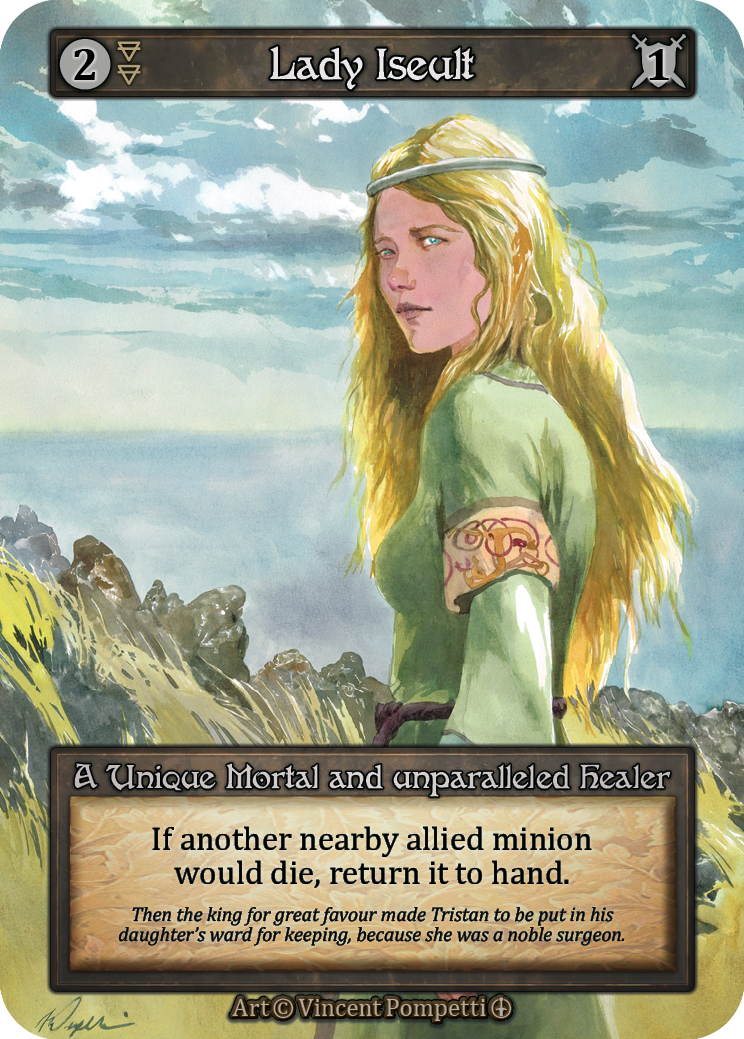 2
Lady Iseult
1
A Unique Mortal and unparalleled Healer
If another nearby allied minion
would die, return it to hand.
Then the king for great favour made Tristan to be put in his
daughter's ward for keeping, because she was a noble surgeon.
Art © Vincent Pompetti